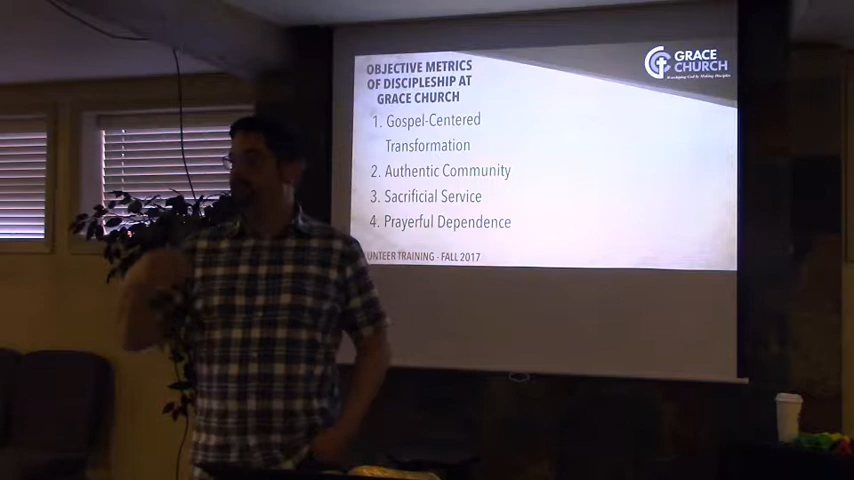 OBJECTIVE METRICS
OF DISCIPLESHIP AT
GRACE CHURCH
1. Gospel-Centered
Transformation
2. Authentic Community
3. Sacrificial Service
4. Prayerful Dependence
UNTEER TRAINING - FALL 2017
GRACE
CHURCH